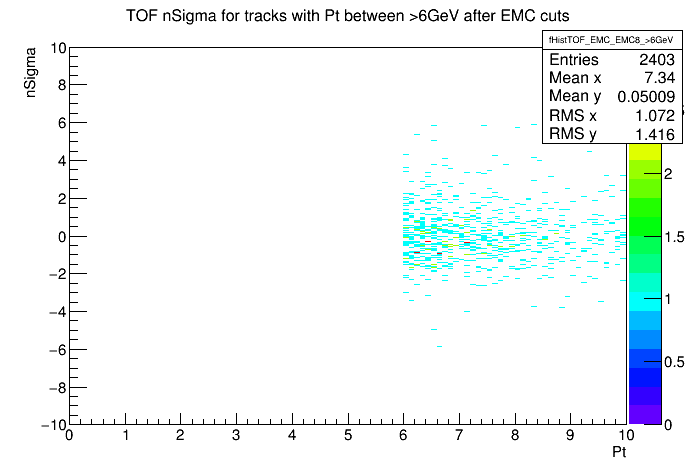 TOF nSigma for tracks with Pt between >6GeV after EMC cuts
fHistTOF_EMC_EMC8_>6GeV
Entries 2403
Mean x 7.34
Mean y 0.05009
RMS x 1.072
RMS y 1.416
nSigma
10
8
6
4
2
0
−2
−4
−6
−8
−10
0 1 2 3 4 5 6 7 8 9 10
Pt
2
1.5
1
0.5
0